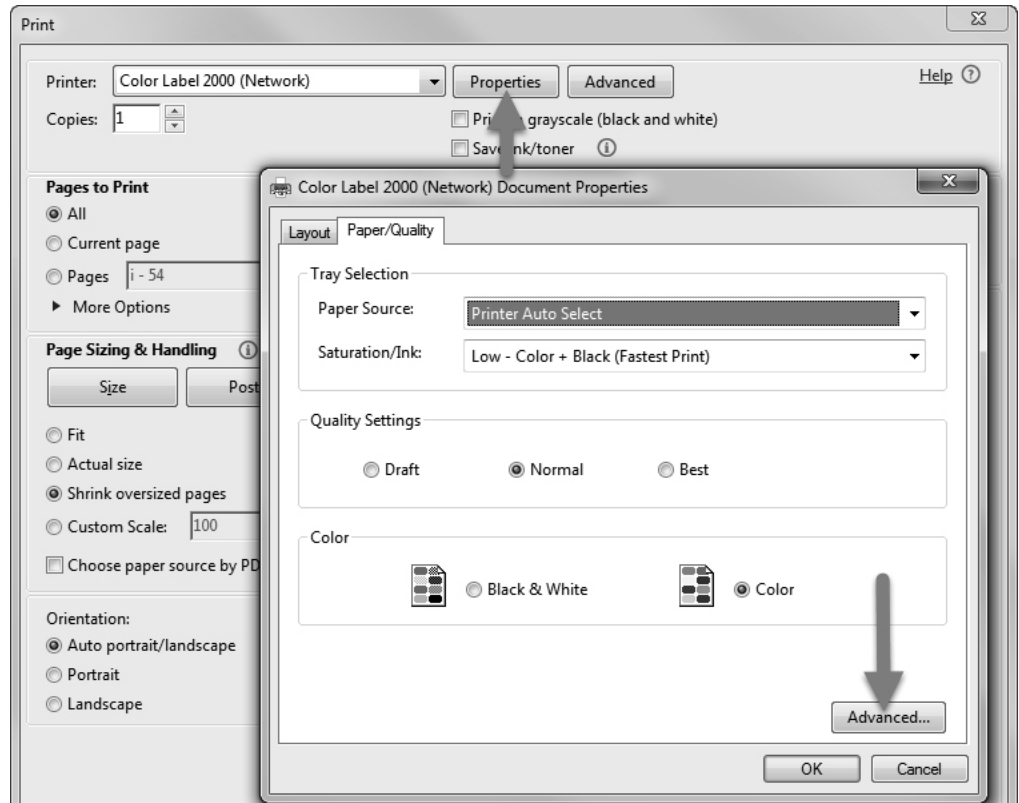 Print
Printer: Color Label 2000 (Network) Properties Advanced Help
Copies: 1
Pri grayscale (black and white)
Save nk/toner
Pages to Print
All
Current page
Pages i - 54
More Options
Page Sizing & Handling
Size Post
Fit
Actual size
Shrink oversized pages
Custom Scale: 100
Choose paper source by PD
Orientation:
Auto portrait/landscape
Portrait
Landscape
Color Label 2000 (Network) Document Properties
Layout Paper/Quality
Tray Selection
Paper Source: Printer Auto Select
Saturation/Ink: Low - Color + Black (Fastest Print)
Quality Settings
Draft Normal Best
Color
Black & White Color
Advanced...
OK Cancel